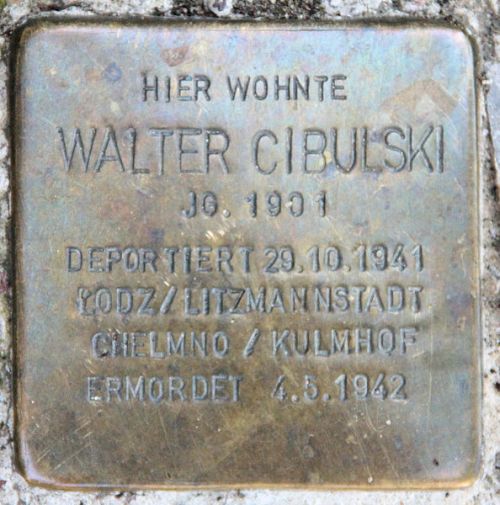 HIER WOHNTE
WALTER CIBULSKI
JG. 1901
DEPORTIERT 29.10.1941
ŁODZ / LITZMANNSTADT
CHELMNO / KULMHOF
ERMORDET 4.5.1942